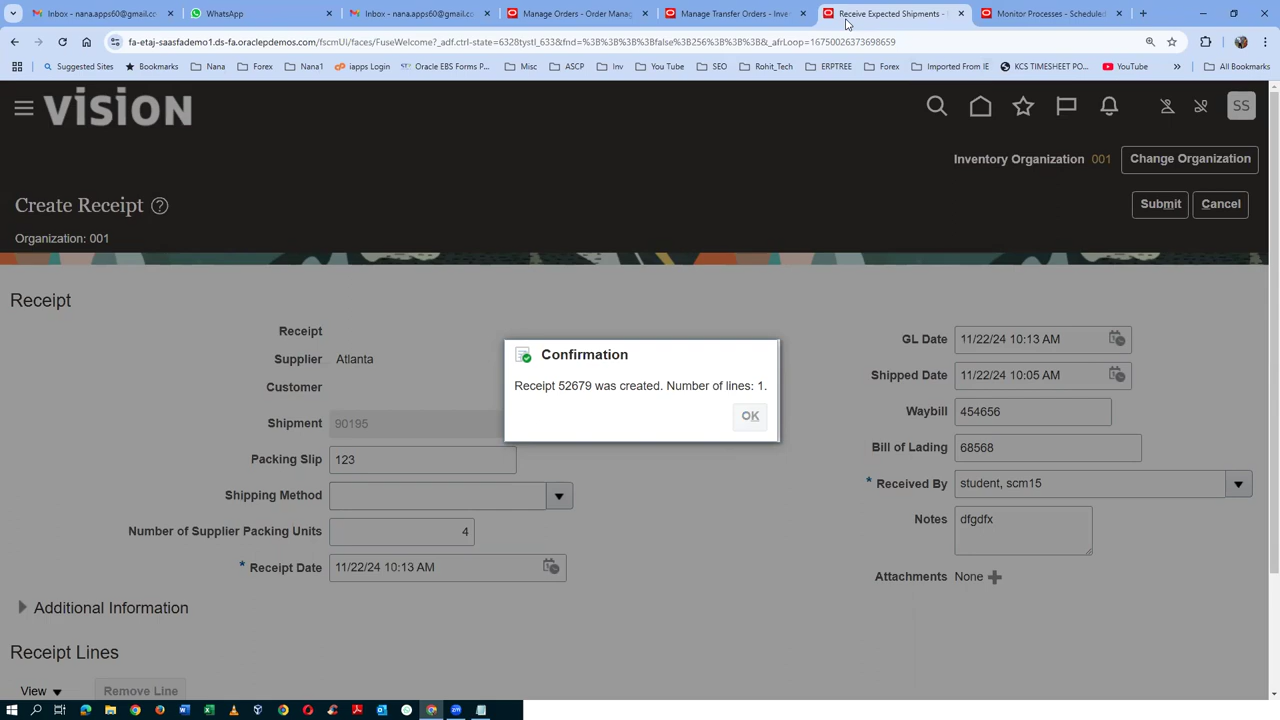 Inbox - nana.apps60@gmail.co
WhatsApp
Inbox - nana.apps60@gmail.co
Manage Orders - Order Manag
Manage Transfer Orders - Inve
Receive Expected Shipments -
Monitor Processes - Scheduled
fa-etaj-saasfademo1.ds-fa.oraclepdemos.com/fscmUI/faces/FuseWelcome?_adf.ctrl-state=6328tystl_633&fnd=%3B%3B%3B%3Bfalse%3B256%3B%3B%3B&_afrLoop=16750026373698659
Suggested Sites
Bookmarks
Nana
Forex
Nana1
iapps Login
Oracle EBS Forms P...
Misc
ASCP
Inv
You Tube
SEO
Rohit_Tech
ERPTREE
Forex
Imported From IE
KCS TIMESHEET PO...
YouTube
»
All Bookmarks
vision
SS
Inventory Organization 001
Change Organization
Create Receipt ?
Submit
Cancel
Organization: 001
Receipt
Receipt
Supplier Atlanta
Customer
Shipment 90195
Packing Slip 123
Shipping Method
Number of Supplier Packing Units 4
* Receipt Date 11/22/24 10:13 AM
GL Date 11/22/24 10:13 AM
Shipped Date 11/22/24 10:05 AM
Waybill 454656
Bill of Lading 68568
* Received By student, scm15
Notes dfgdfx
Attachments None
Confirmation
Receipt 52679 was created. Number of lines: 1.
OK
Additional Information
Receipt Lines
View
Remove Line